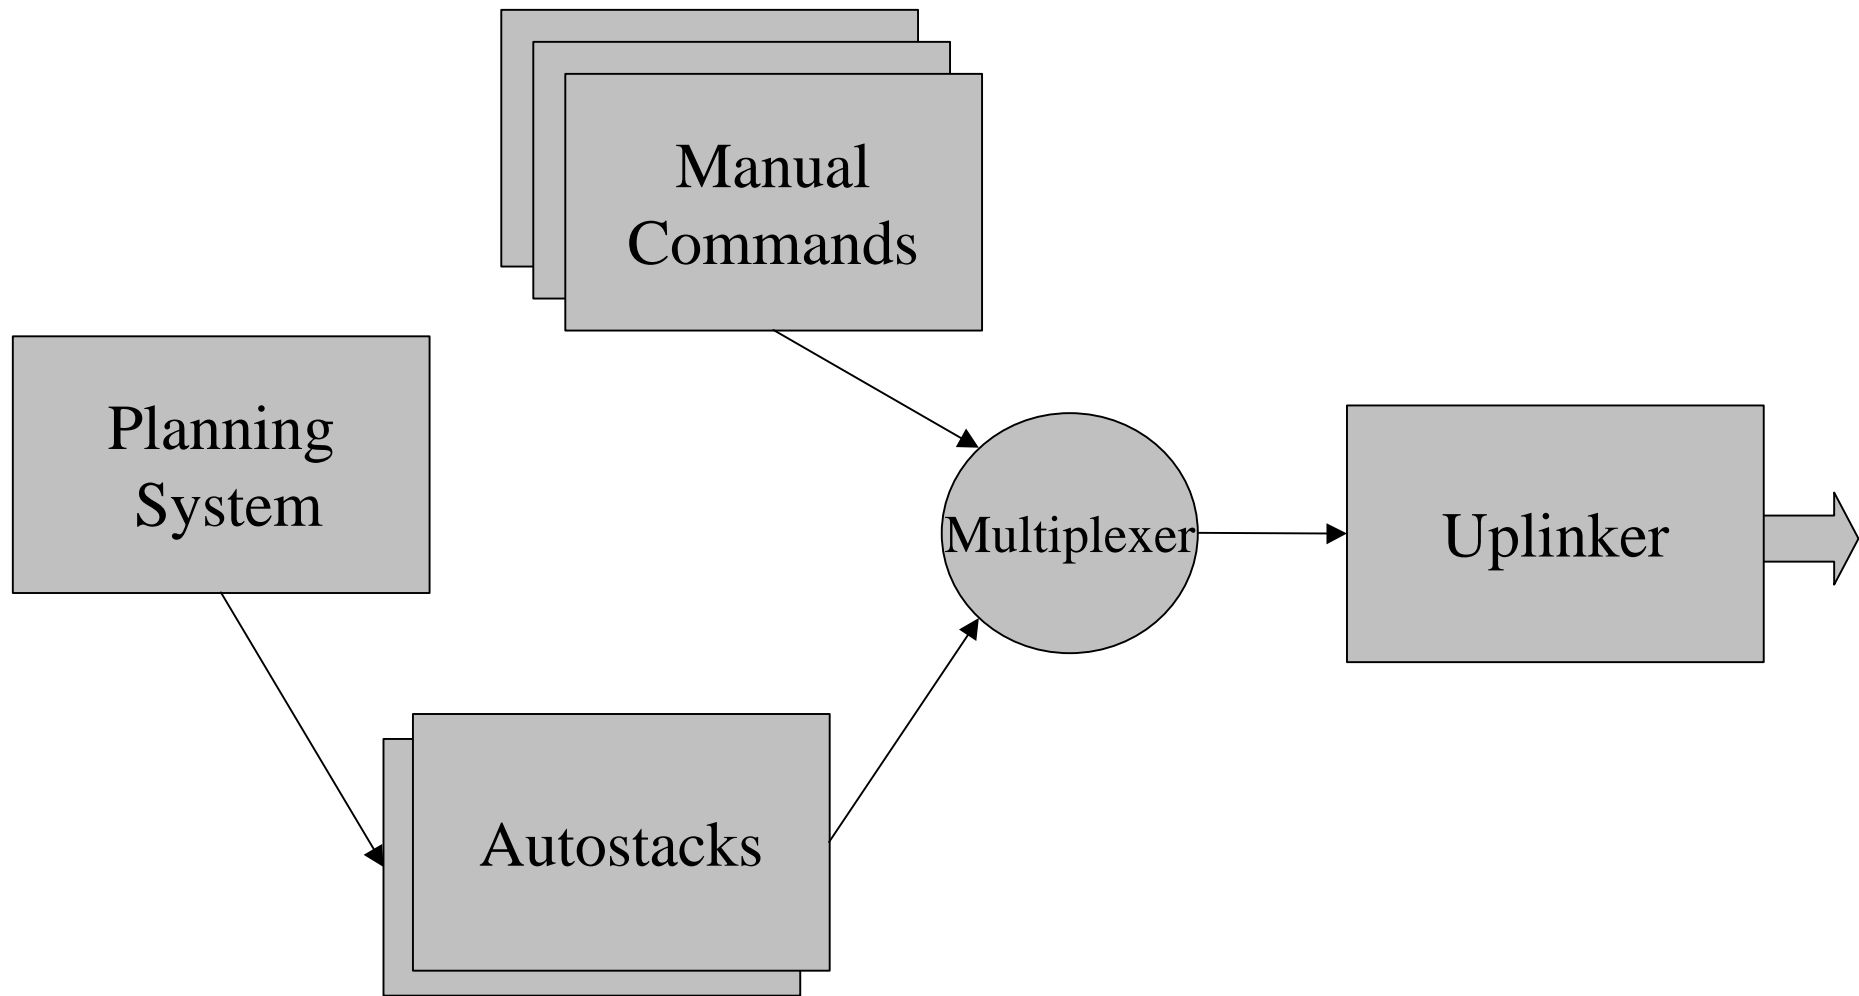 Manual
Commands
Planning
System
Multiplexer
Uplinker
Autostacks